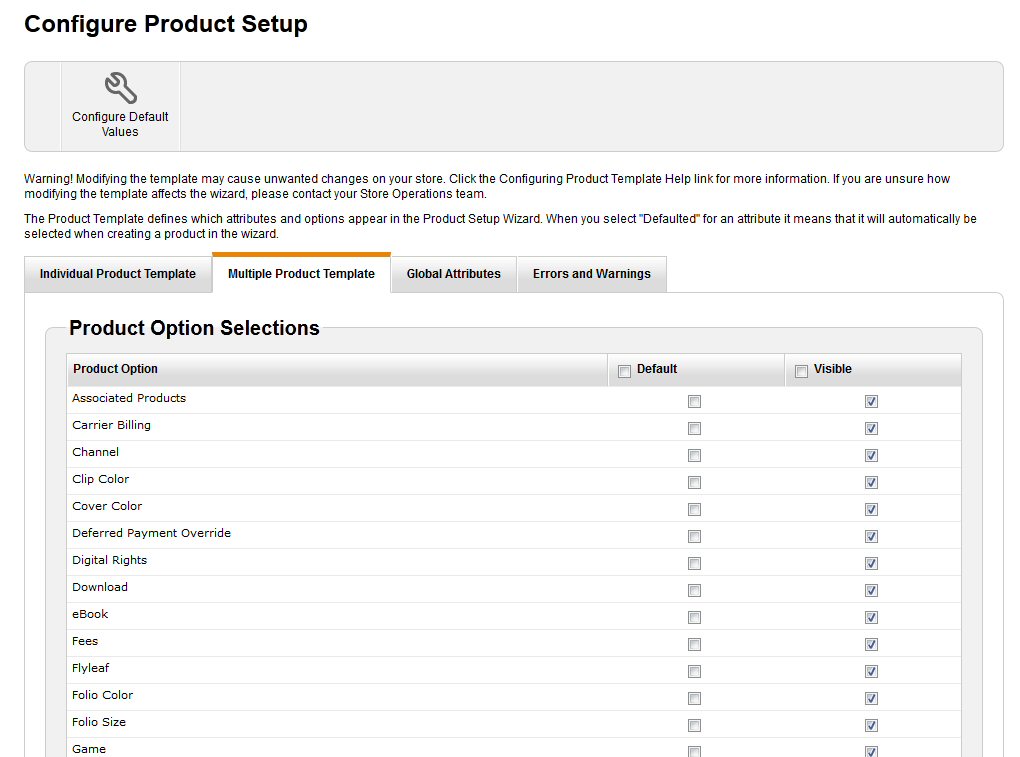 Configure Product Setup
Configure Default
Values
Warning! Modifying the template may cause unwanted changes on your store. Click the Configuring Product Template Help link for more information. If you are unsure how
modifying the template affects the wizard, please contact your Store Operations team.
The Product Template defines which attributes and options appear in the Product Setup Wizard. When you select "Defaulted" for an attribute it means that it will automatically be
selected when creating a product in the wizard.
Individual Product Template Multiple Product Template Global Attributes Errors and Warnings
Product Option Selections
Product Option Default Visible
Associated Products
Carrier Billing
Channel
Clip Color
Cover Color
Deferred Payment Override
Digital Rights
Download
eBook
Fees
Flyleaf
Folio Color
Folio Size
Game